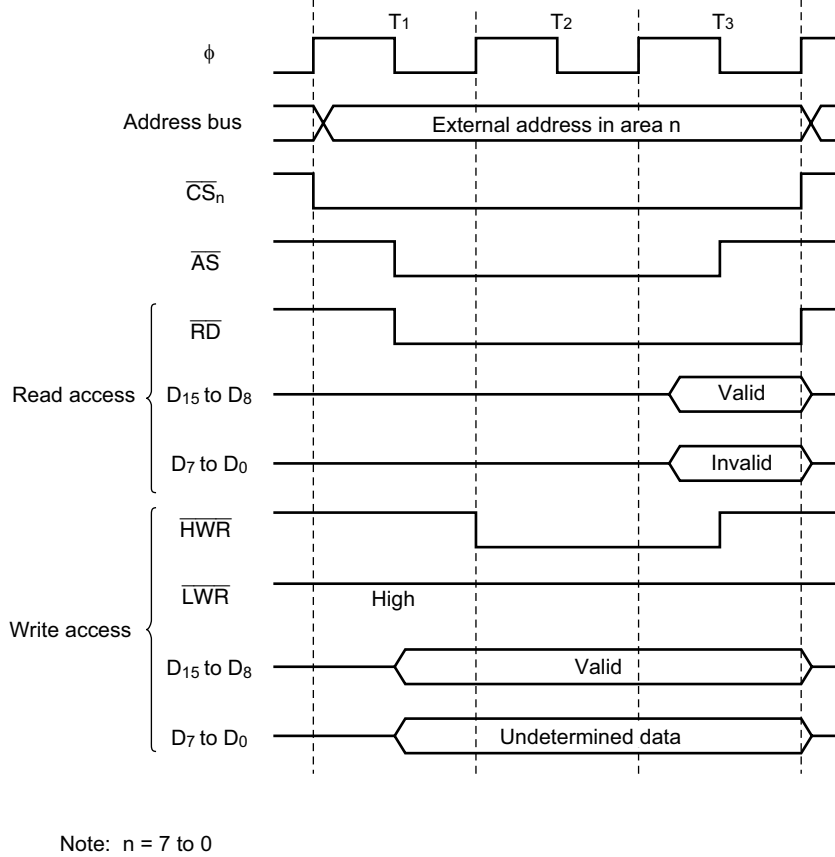 T1 T2 T3
φ
Address bus External address in area n
CSn
AS
RD
Read access D15 to D8 Valid
D7 to D0 Invalid
HWR
LWR High
Write access
D15 to D8 Valid
D7 to D0 Undetermined data
Note: n = 7 to 0